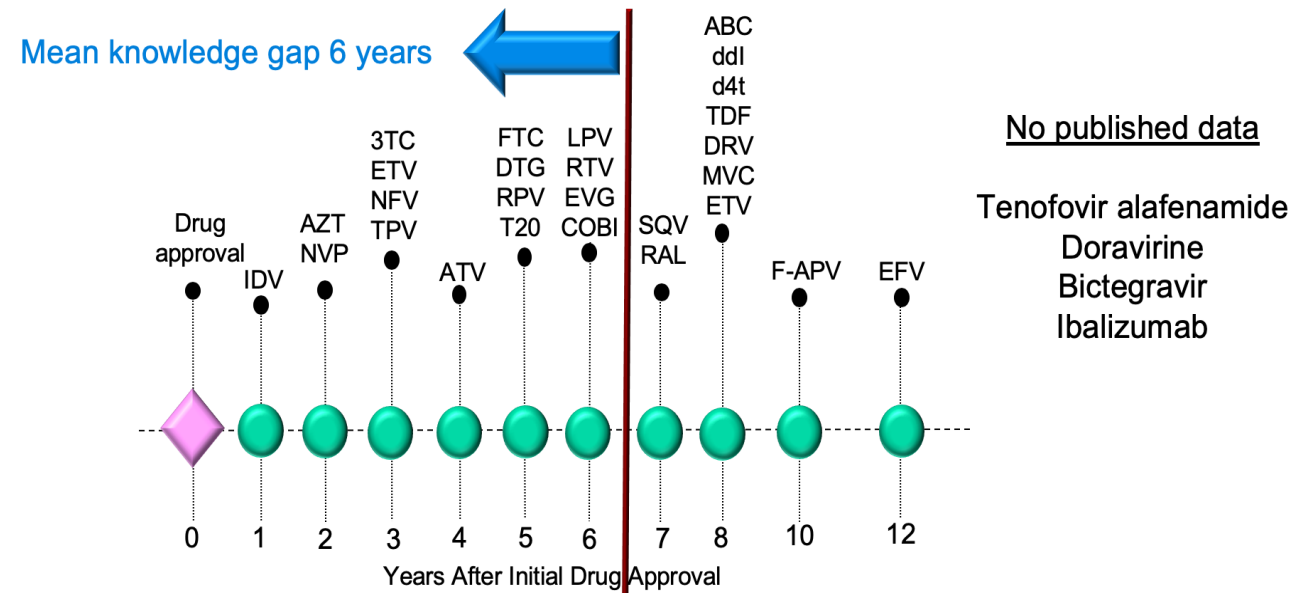 Mean knowledge gap 6 years
Drug
approval
IDV
AZT
NVP
3TC
ETV
NFV
TPV
ATV
FTC
DTG
RPV
T20
LPV
RTV
EVG
COBI
SQV
RAL
ABC
ddI
d4t
TDF
DRV
MVC
ETV
F-APV
EFV
0 1 2 3 4 5 6 7 8 10 12
Years After Initial Drug Approval
No published data
Tenofovir alafenamide
Doravirine
Bictegravir
Ibalizumab